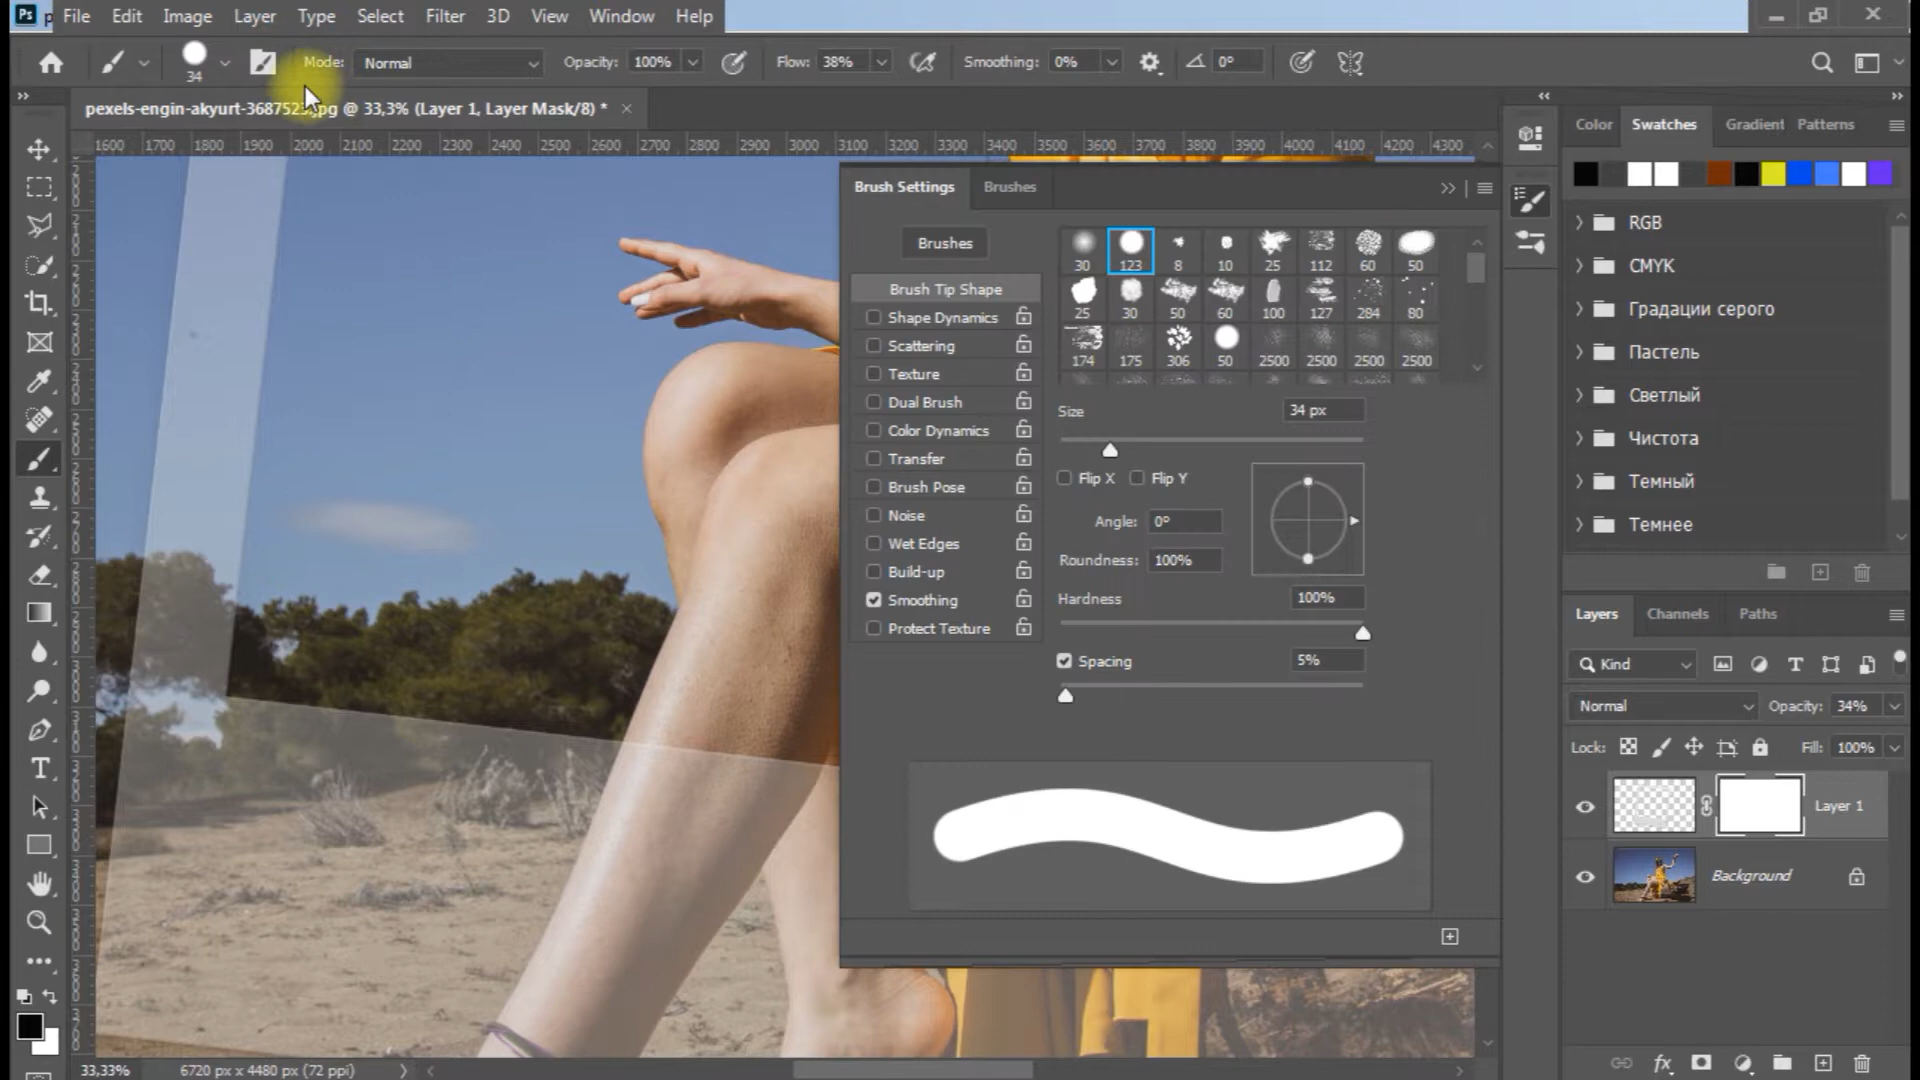 Ps p File Edit Image Layer Type Select Filter 3D View Window Help
34 Mode: Normal Opacity: 100% Flow: 38% Smoothing: 0% 0°
pexels-engin-akyurt-3687523.jpg @ 33,3% (Layer 1, Layer Mask/8) *
1600 1700 1800 1900 2000 2100 2200 2300 2400 2500 2600 2700 2800 2900 3000 3100 3200 3300 3400 3500 3600 3700 3800 3900 4000 4100 4200 4300
Brush Settings Brushes
Brushes
Brush Tip Shape
Shape Dynamics
Scattering
Texture
Dual Brush
Color Dynamics
Transfer
Brush Pose
Noise
Wet Edges
Build-up
Smoothing
Protect Texture
30 123 8 10 25 112 60 50
25 30 50 60 100 127 284 80
174 175 306 50 2500 2500 2500 2500
Size 34 px
Flip X Flip Y
Angle: 0°
Roundness: 100%
Hardness 100%
Spacing 5%
Color Swatches Gradient Patterns
RGB
CMYK
Градации серого
Пастель
Светлый
Чистота
Темный
Темнее
Layers Channels Paths
Kind
Normal Opacity: 34%
Lock: Fill: 100%
Layer 1
Background
33,33% 6720 px x 4480 px (72 ppi)